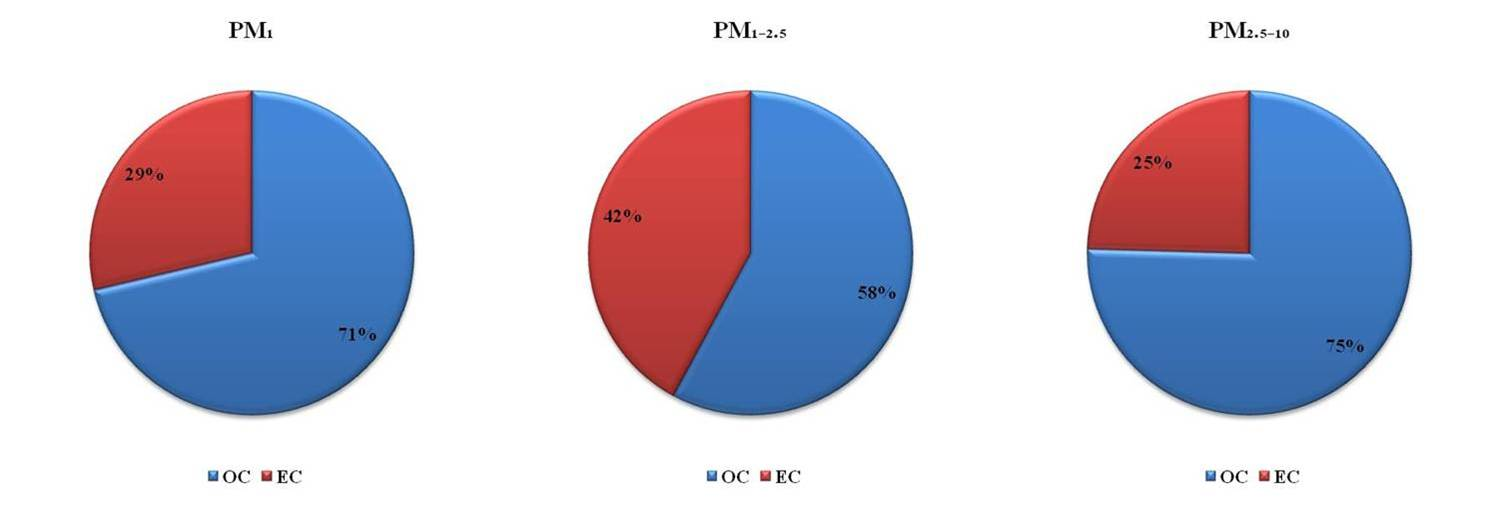 PM₁
PM₁₋₂.₅
PM₂.₅₋₁₀
29%
71%
42%
58%
25%
75%
OC EC
OC EC
OC EC